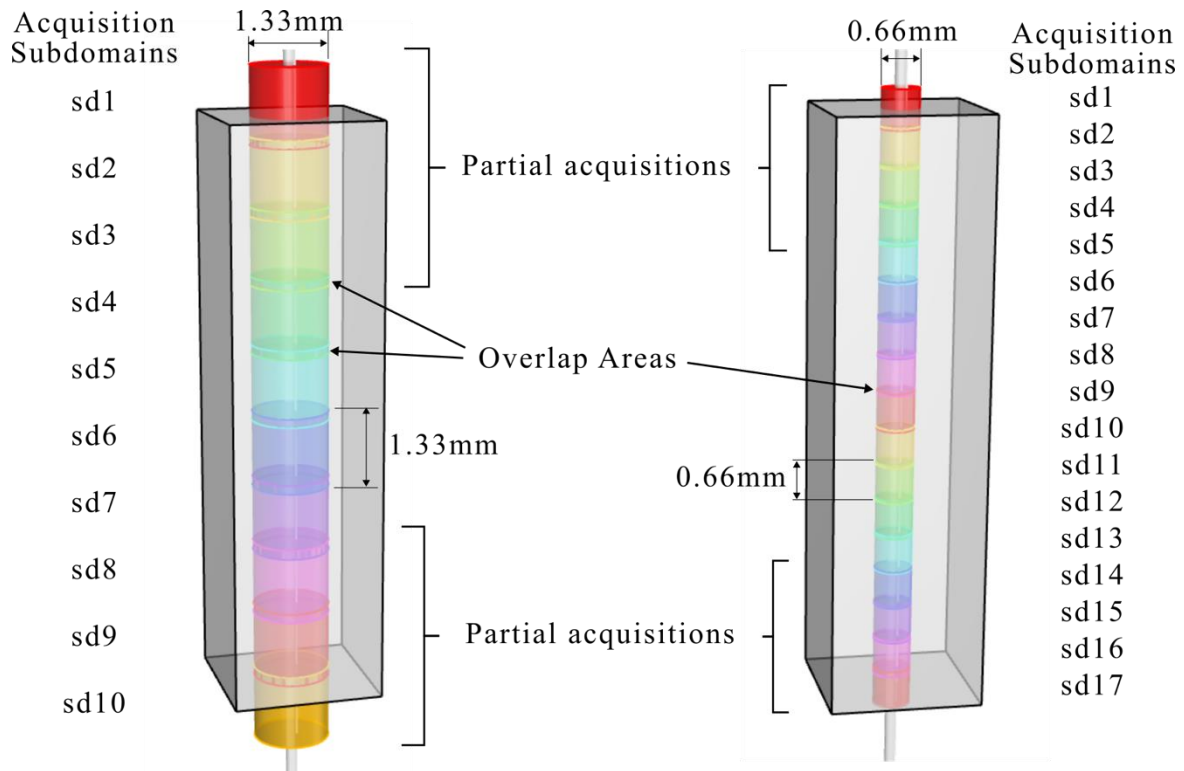 Acquisition
Subdomains
sd1
sd2
sd3
sd4
sd5
sd6
sd7
sd8
sd9
sd10
1.33mm
1.33mm
Partial acquisitions
Overlap Areas
Partial acquisitions
0.66mm
0.66mm
Acquisition
Subdomains
sd1
sd2
sd3
sd4
sd5
sd6
sd7
sd8
sd9
sd10
sd11
sd12
sd13
sd14
sd15
sd16
sd17